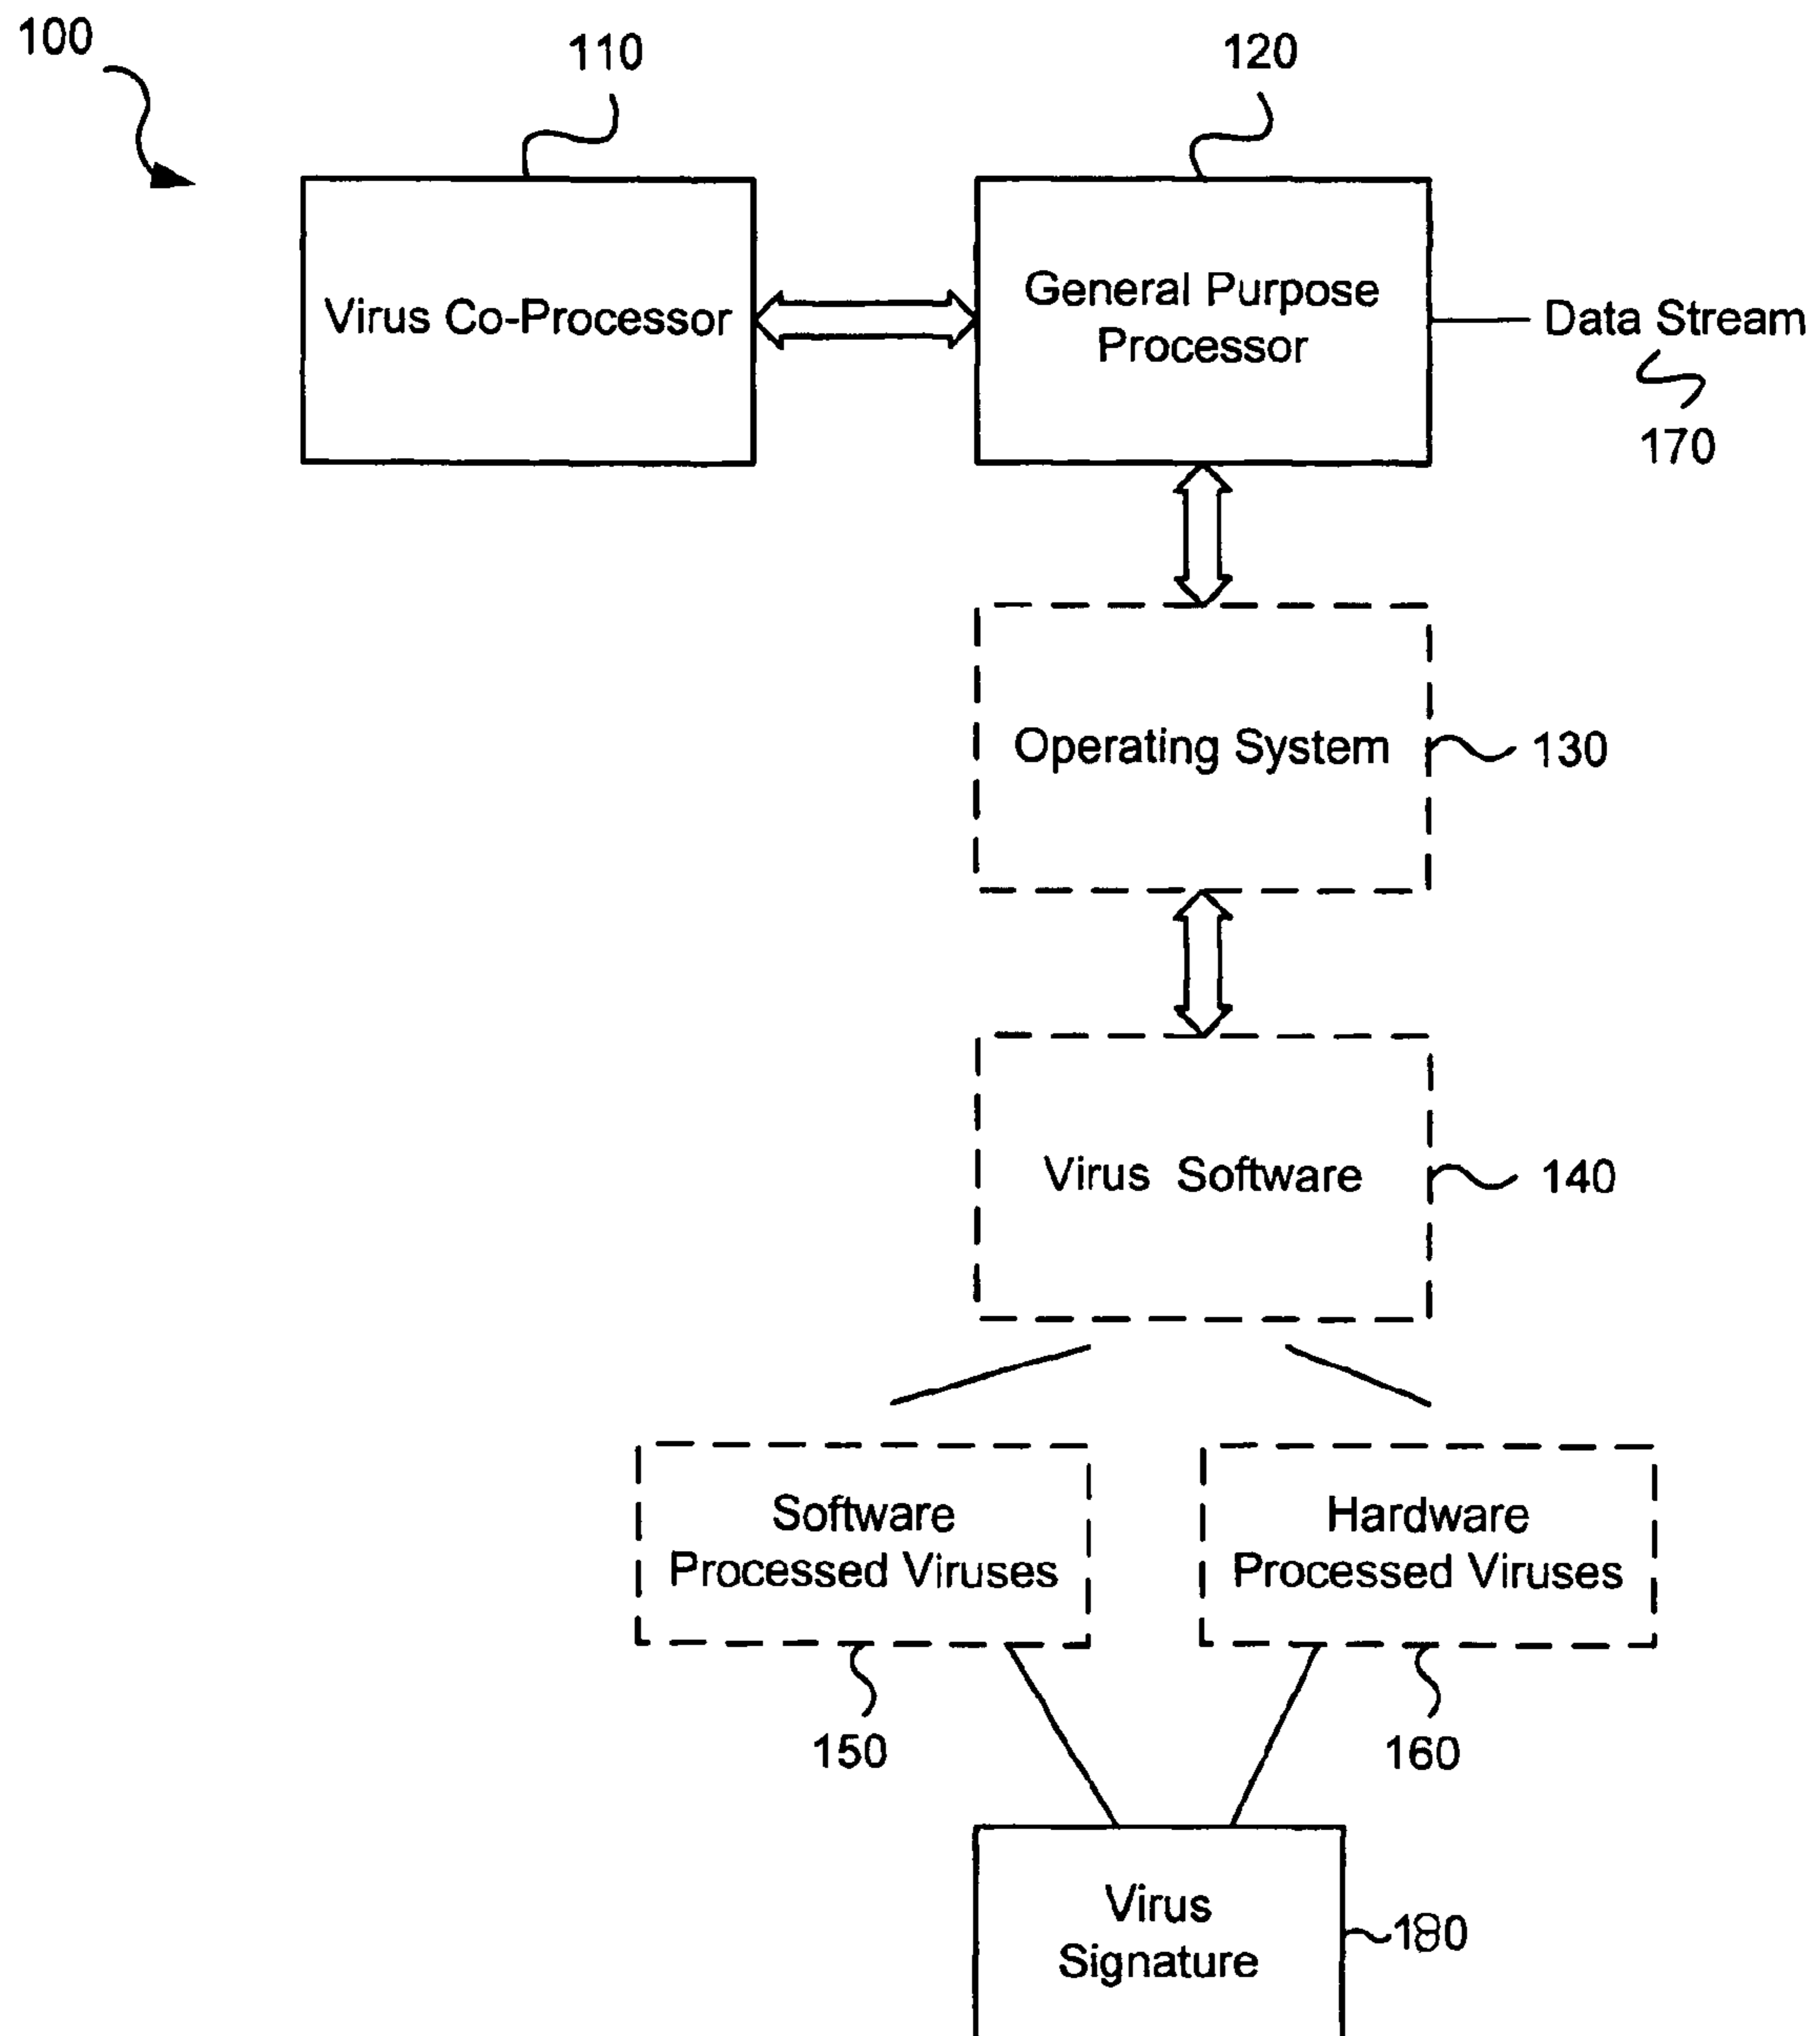 100
110
120
Virus Co-Processor
General Purpose
Processor
Data Stream
170
Operating System
130
Virus Software
140
Software
Processed Viruses
Hardware
Processed Viruses
150
160
Virus
Signature
180